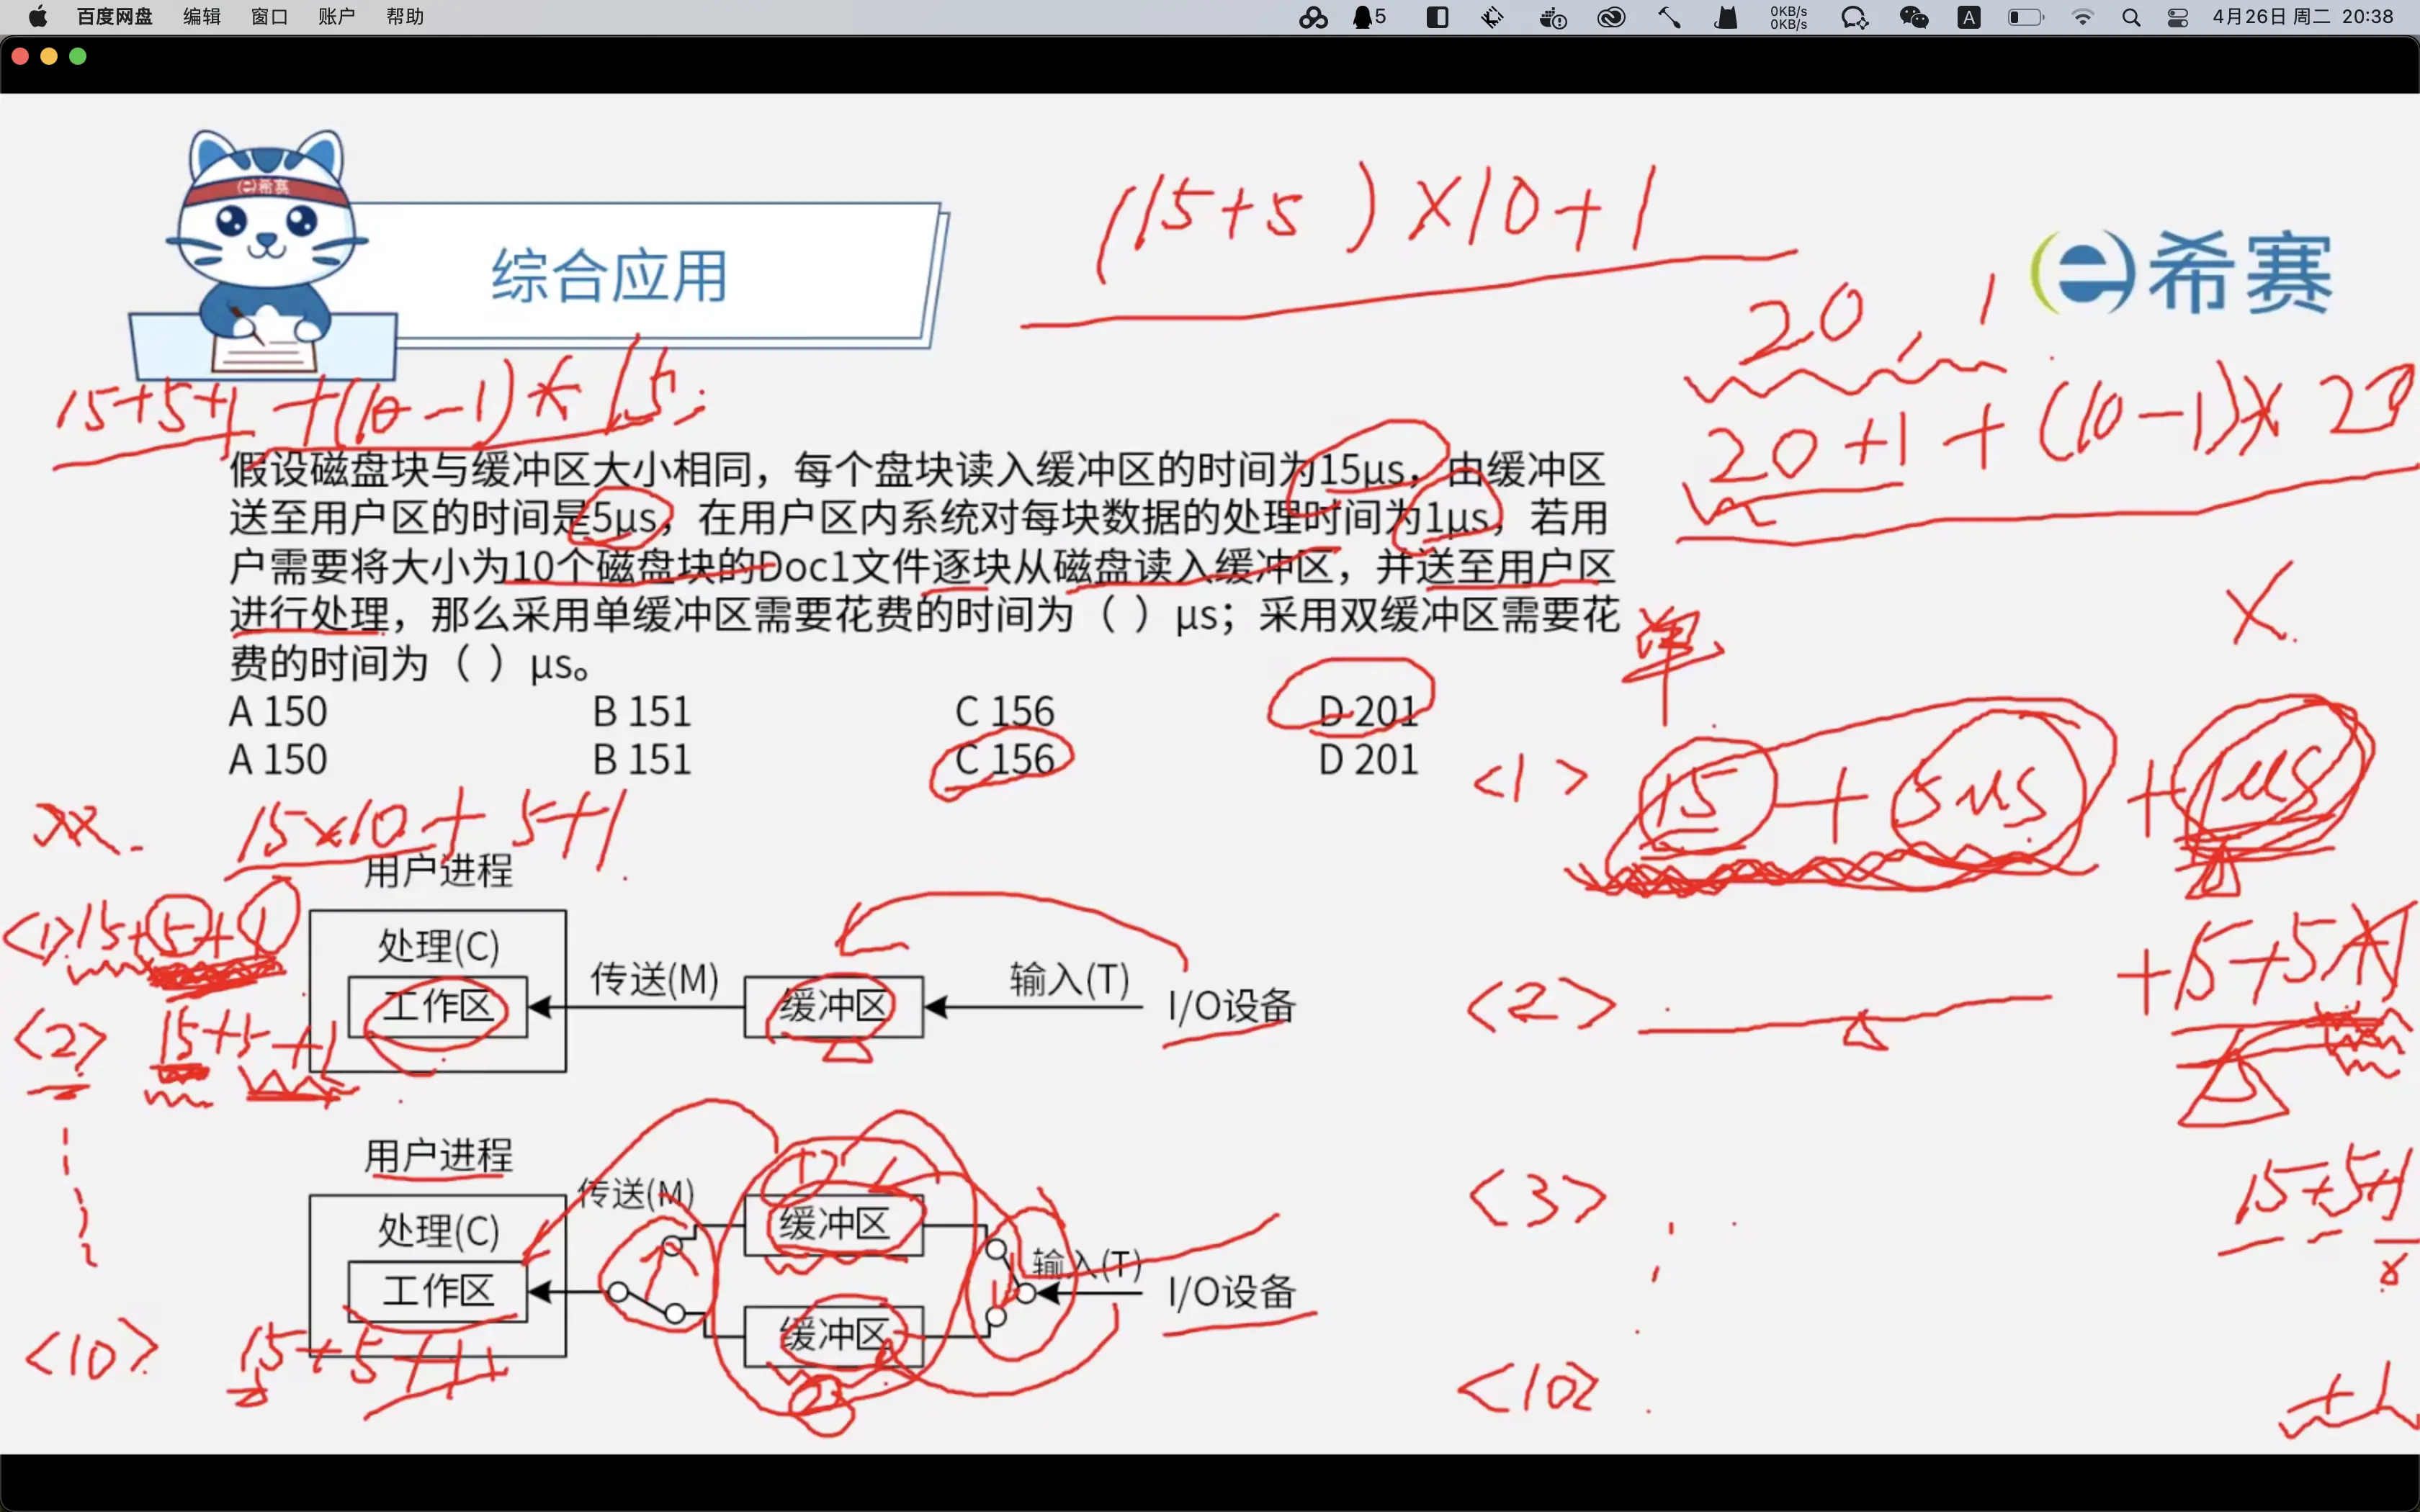 百度网盘 编辑 窗口 账户 帮助 5 0KB/s 0KB/s A 4月26日 周二 20:38
(15+5)×10+1
e希赛
综合应用
e希赛
20 , 1
15+5+1 +(10-1)*15;
20+1+(10-1)* 20
假设磁盘块与缓冲区大小相同，每个盘块读入缓冲区的时间为15μs，由缓冲区
送至用户区的时间是5μs，在用户区内系统对每块数据的处理时间为1μs，若用
户需要将大小为10个磁盘块的Doc1文件逐块从磁盘读入缓冲区，并送至用户区
进行处理，那么采用单缓冲区需要花费的时间为（ ）μs；采用双缓冲区需要花
费的时间为（ ）μs。
单
A 150 B 151 C 156 D 201
A 150 B 151 C 156 D 201
<1> 15 + 5μs + 1μs
15×10+5+1
用户进程
<1> 15+5+1
处理(C)
工作区 传送(M) 缓冲区 输入(T) I/O设备
<2> +15+5+1
<2> 15+5+1
用户进程
<3> 15+5+1
传送(M) 1 缓冲区
处理(C)
工作区 输入(T) I/O设备
缓冲区
2
<10> 15+5+1
<10> +1